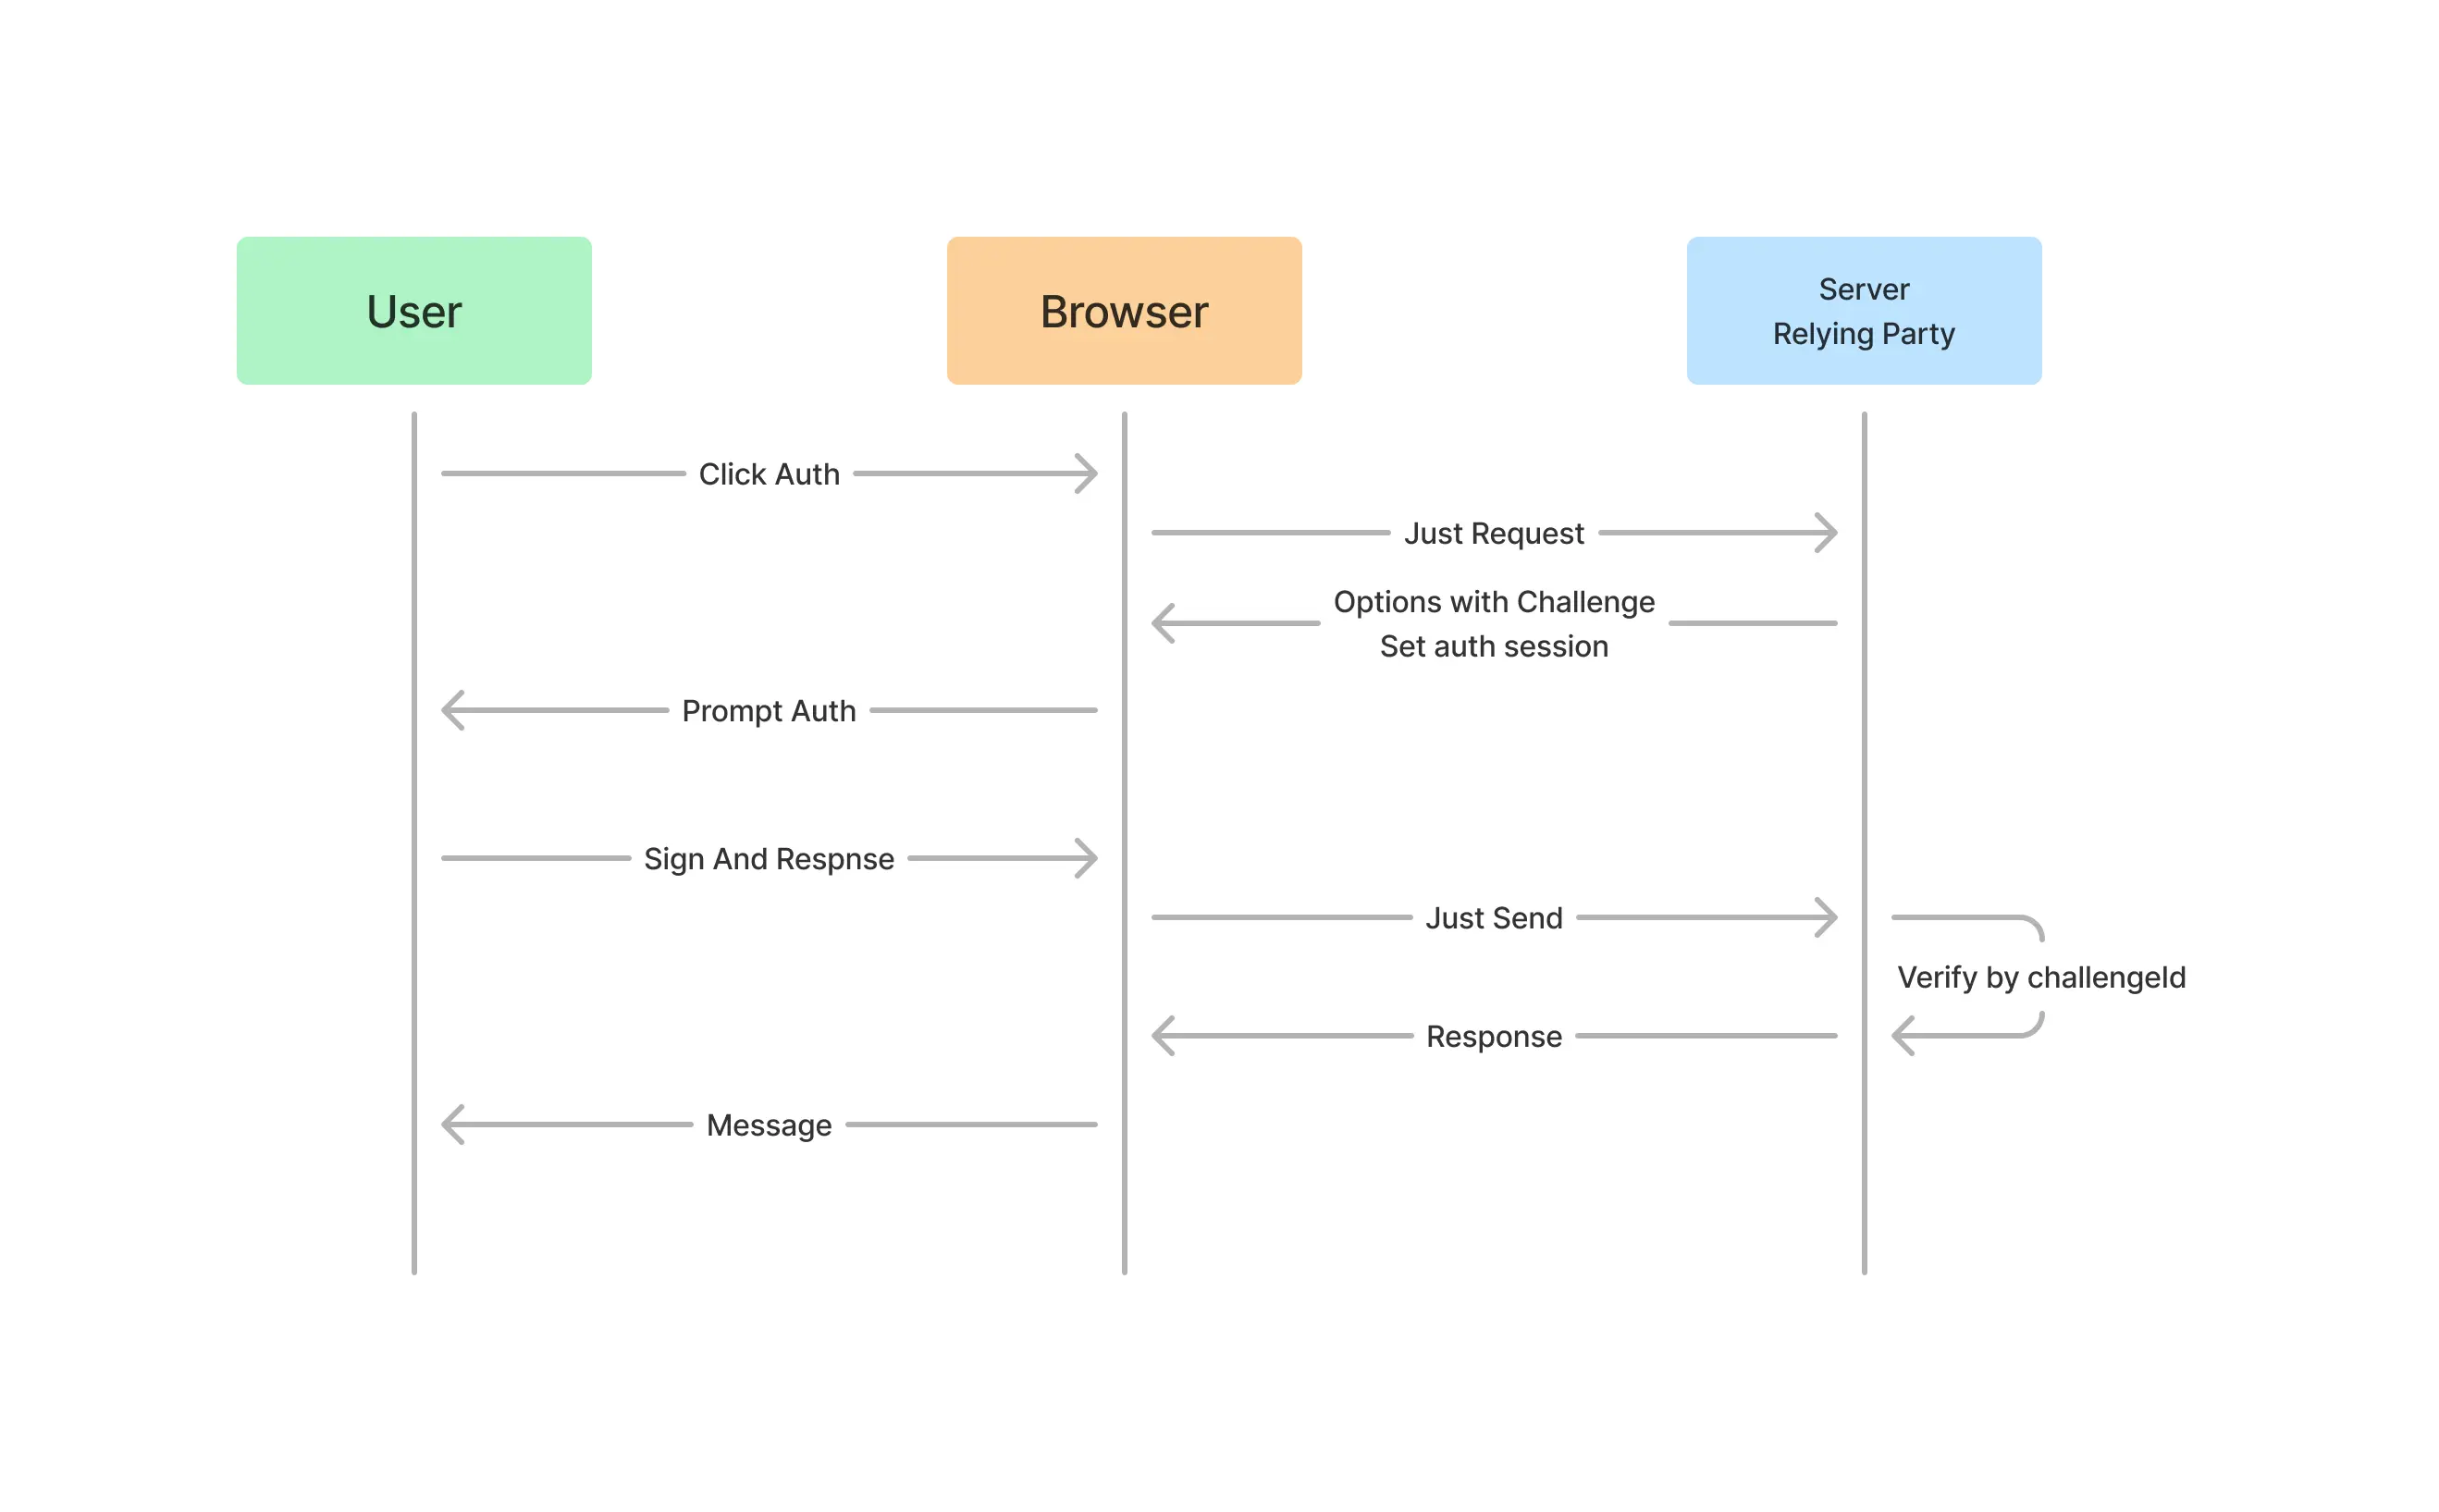 User
Browser
Server
Relying Party
Click Auth
Just Request
Options with Challenge
Set auth session
Prompt Auth
Sign And Respnse
Just Send
Verify by challengeId
Response
Message